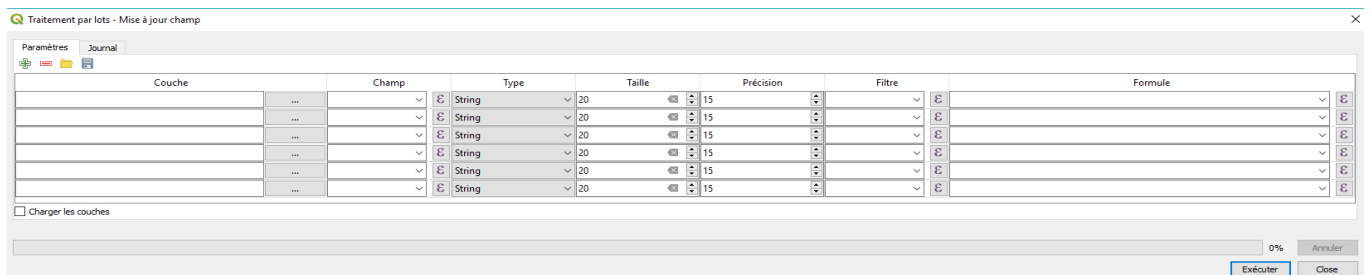 Traitement par lots - Mise à jour champ
Paramètres Journal
Couche Champ Type Taille Précision Filtre Formule
... ε String 20 15 ε ε
... ε String 20 15 ε ε
... ε String 20 15 ε ε
... ε String 20 15 ε ε
... ε String 20 15 ε ε
... ε String 20 15 ε ε
Charger les couches
0% Annuler
Exécuter Close